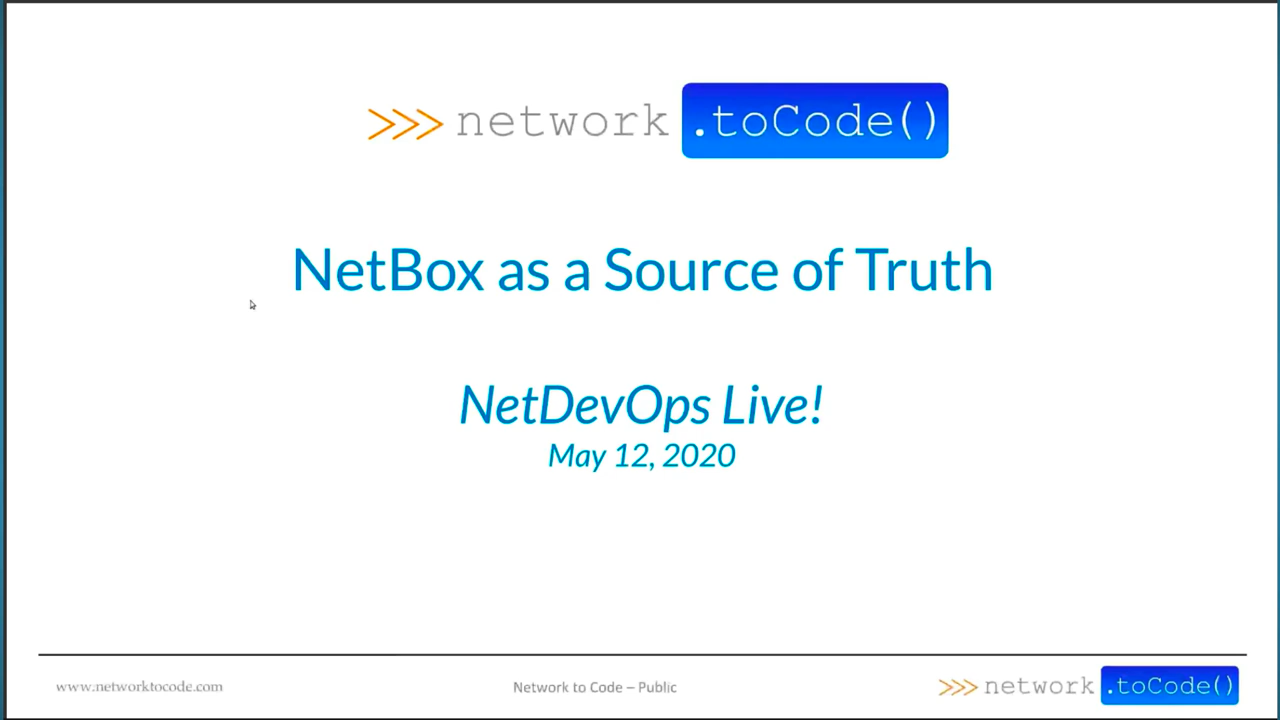 >>> network .toCode()
NetBox as a Source of Truth
NetDevOps Live!
May 12, 2020
www.networktocode.com
Network to Code – Public
>>> network .toCode()